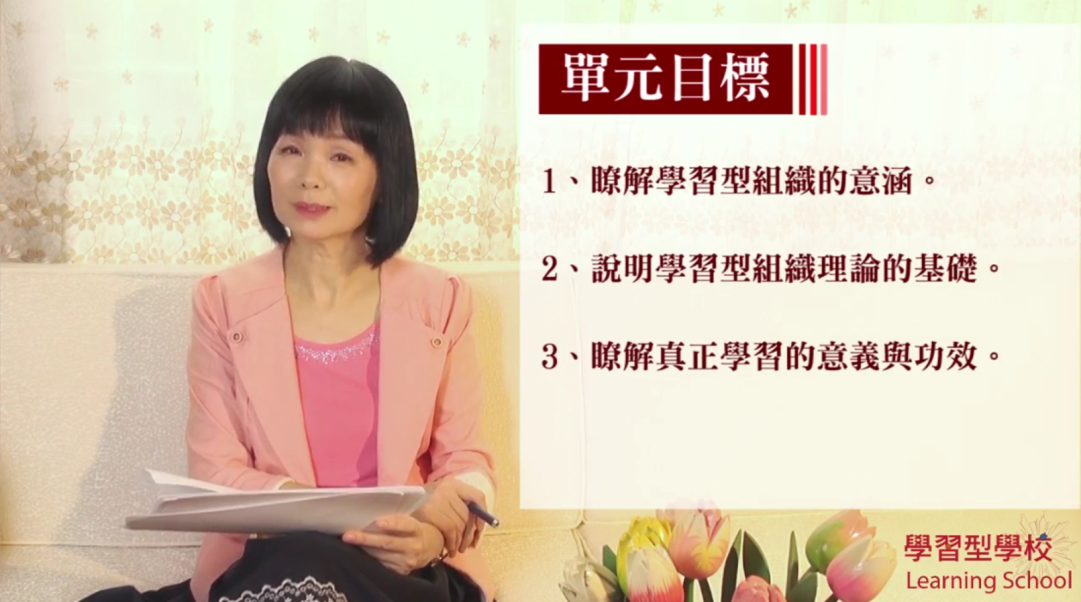 單元目標
1、瞭解學習型組織的意涵。
2、說明學習型組織理論的基礎。
3、瞭解真正學習的意義與功效。
學習型學校
Learning School